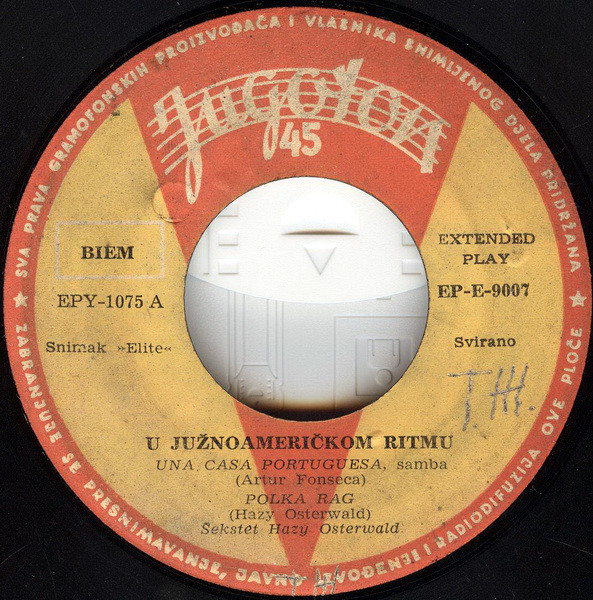 ★ SVA PRAVA GRAMOFONSKIH PROIZVOĐAČA I VLASNIKA SNIMLJENOG DJELA PRIDRŽANA ★
Jugoton
45
BIEM
EXTENDED
PLAY
EPY-1075 A
EP-E-9007
Snimak »Elite«
Svirano
T.H.
U JUŽNOAMERIČKOM RITMU
UNA CASA PORTUGUESA, samba
(Artur Fonseca)
POLKA RAG
(Hazy Osterwald)
Sekstet Hazy Osterwald
ZABRANJUJE SE PRESNIMAVANJE, JAVNO IZVOĐENJE I RADIODIFUZIJA OVE PLOČE